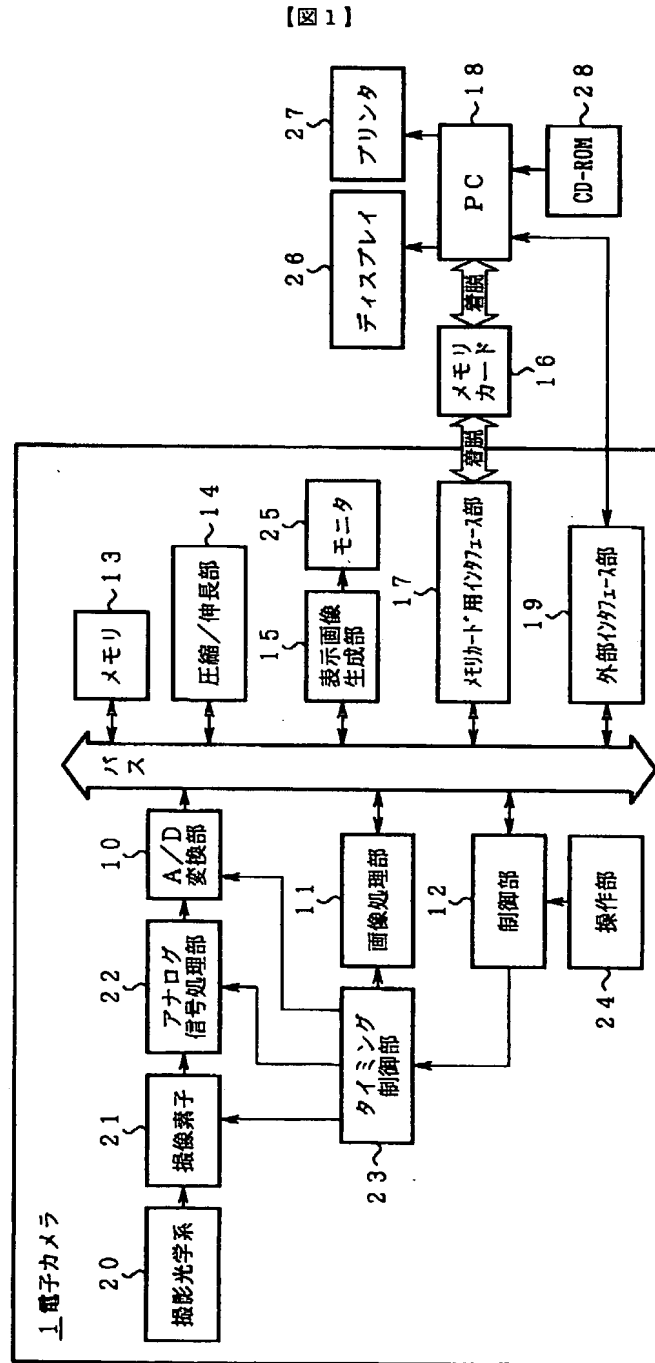 【図1】
1 電子カメラ
20
撮影光学系
21
撮像素子
22
アナログ
信号処理部
10
A/D
変換部
23
タイミング
制御部
11
画像処理部
12
制御部
24
操作部
バス
13
メモリ
14
圧縮/伸長部
15
表示画像
生成部
25
モニタ
17
メモリカード用インタフェース部
19
外部インタフェース部
着脱
メモリ
カード
16
着脱
26
ディスプレイ
27
プリンタ
PC
18
CD-ROM
28